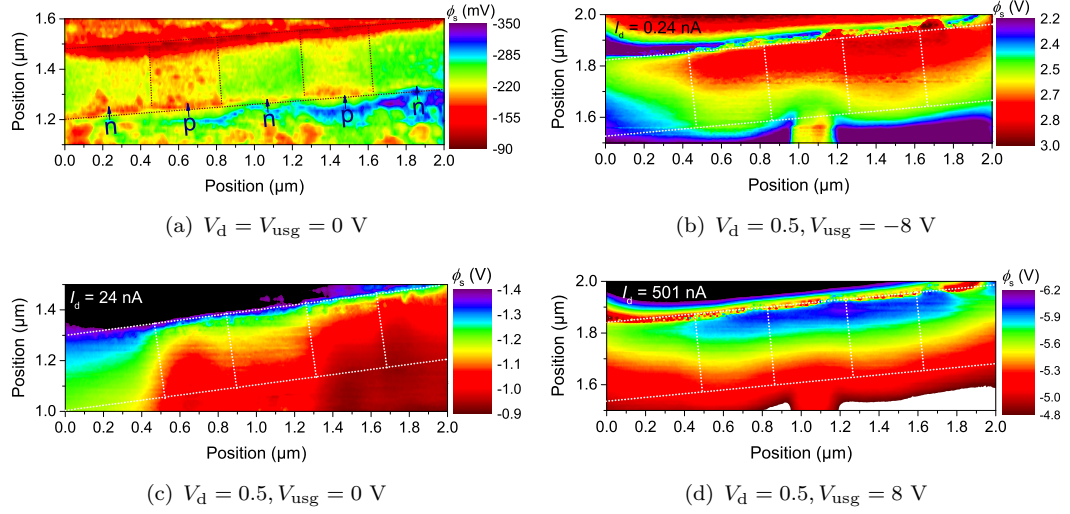 ϕs (mV)
Position (µm)
1.6
1.4
1.2
n p n p n
-350
-285
-220
-155
-90
0.0 0.2 0.4 0.6 0.8 1.0 1.2 1.4 1.6 1.8 2.0
Position (µm)
(a) Vd = Vusg = 0 V
ϕs (V)
Id = 0.24 nA
Position (µm)
2.0
1.8
1.6
2.2
2.4
2.5
2.7
2.8
3.0
0.0 0.2 0.4 0.6 0.8 1.0 1.2 1.4 1.6 1.8 2.0
Position (µm)
(b) Vd = 0.5, Vusg = −8 V
ϕs (V)
Id = 24 nA
Position (µm)
1.4
1.2
1.0
-1.4
-1.3
-1.2
-1.1
-1.0
-0.9
0.0 0.2 0.4 0.6 0.8 1.0 1.2 1.4 1.6 1.8 2.0
Position (µm)
(c) Vd = 0.5, Vusg = 0 V
ϕs (V)
Id = 501 nA
Position (µm)
2.0
1.8
1.6
-6.2
-5.9
-5.6
-5.3
-5.0
-4.8
0.0 0.2 0.4 0.6 0.8 1.0 1.2 1.4 1.6 1.8 2.0
Position (µm)
(d) Vd = 0.5, Vusg = 8 V